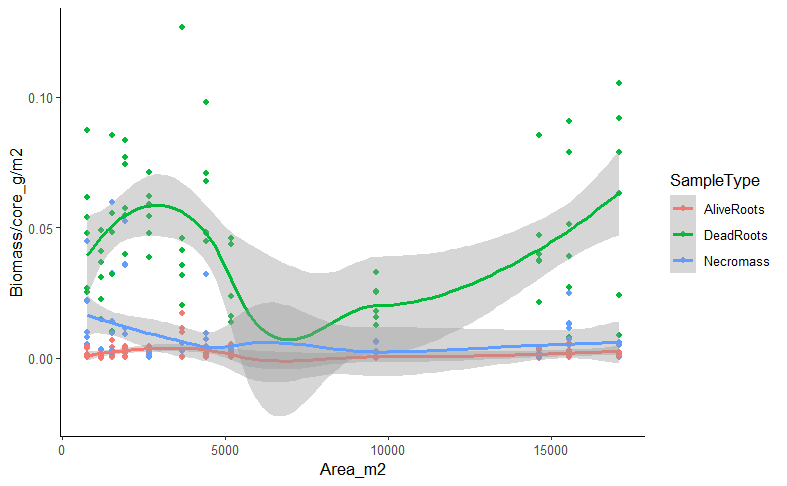 Biomass/core_g/m2
0.10
0.05
0.00
0
5000
10000
15000
Area_m2
SampleType
AliveRoots
DeadRoots
Necromass